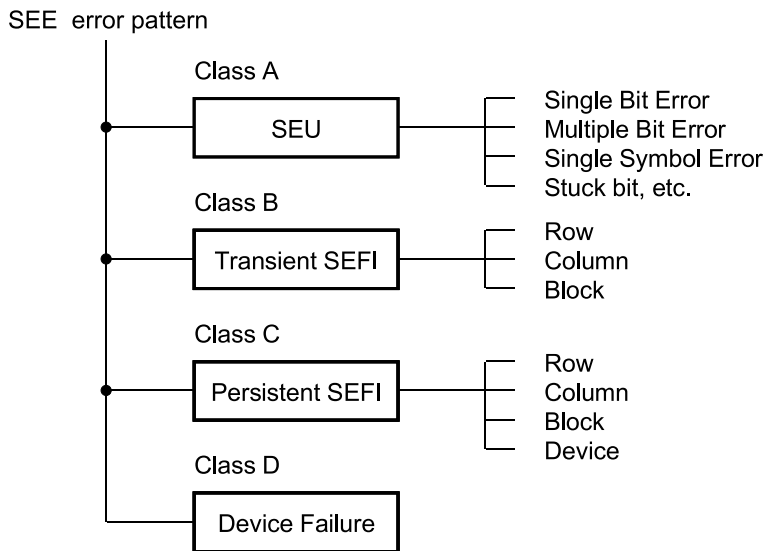 SEE error pattern
Class A
SEU
Single Bit Error
Multiple Bit Error
Single Symbol Error
Stuck bit, etc.
Class B
Transient SEFI
Row
Column
Block
Class C
Persistent SEFI
Row
Column
Block
Device
Class D
Device Failure